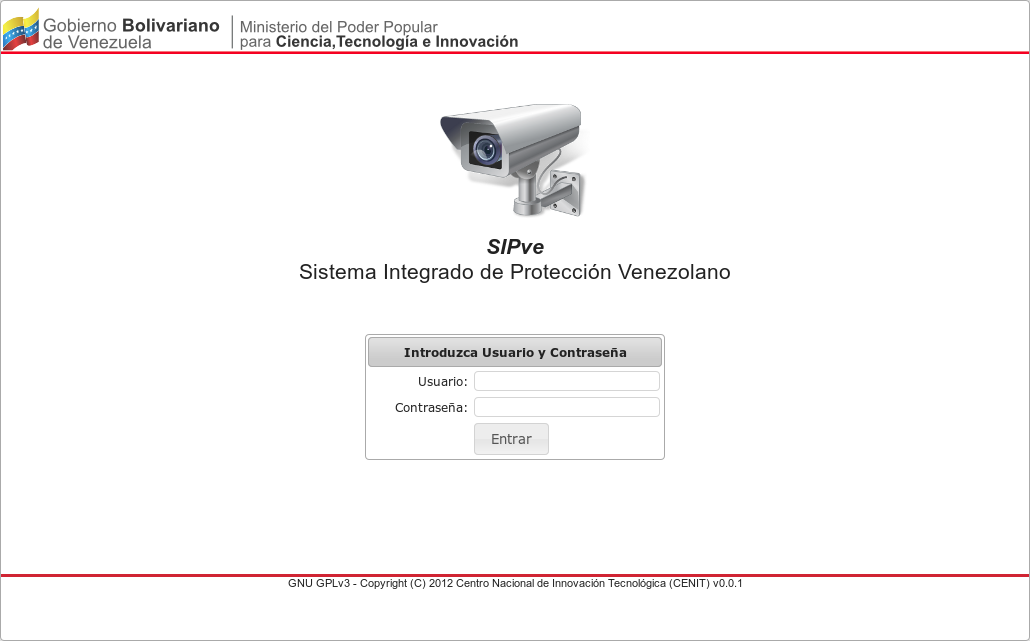 Gobierno Bolivariano
de Venezuela
Ministerio del Poder Popular
para Ciencia,Tecnología e Innovación
SIPve
Sistema Integrado de Protección Venezolano
Introduzca Usuario y Contraseña
Usuario:
Contraseña:
Entrar
GNU GPLv3 - Copyright (C) 2012 Centro Nacional de Innovación Tecnológica (CENIT) v0.0.1